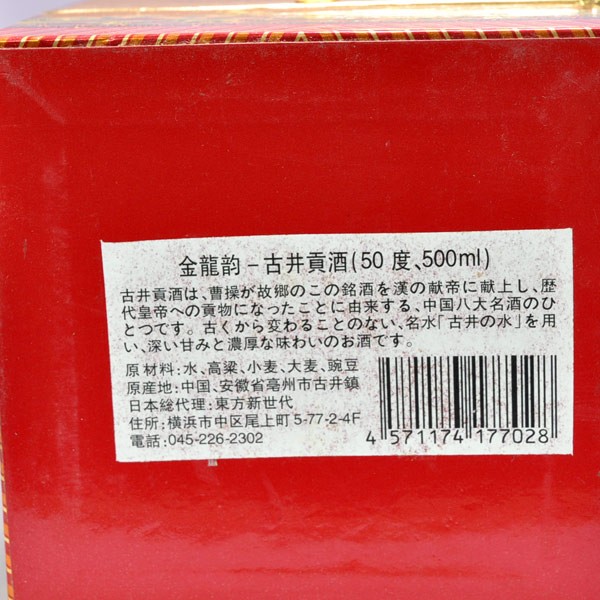 金龍韵－古井貢酒(50 度、500ml)
古井貢酒は、曹操が故郷のこの銘酒を漢の献帝に献上し、歴
代皇帝への貢物になったことに由来する、中国八大名酒のひ
とつです。古くから変わることのない、名水「古井の水」を用
い、深い甘みと濃厚な味わいのお酒です。
原材料:水、高粱、小麦、大麦、豌豆
原産地:中国、安徽省亳州市古井鎮
日本総代理:東方新世代
住所:横浜市中区尾上町5-77-2-4F
電話:045-226-2302
4 571174 177028